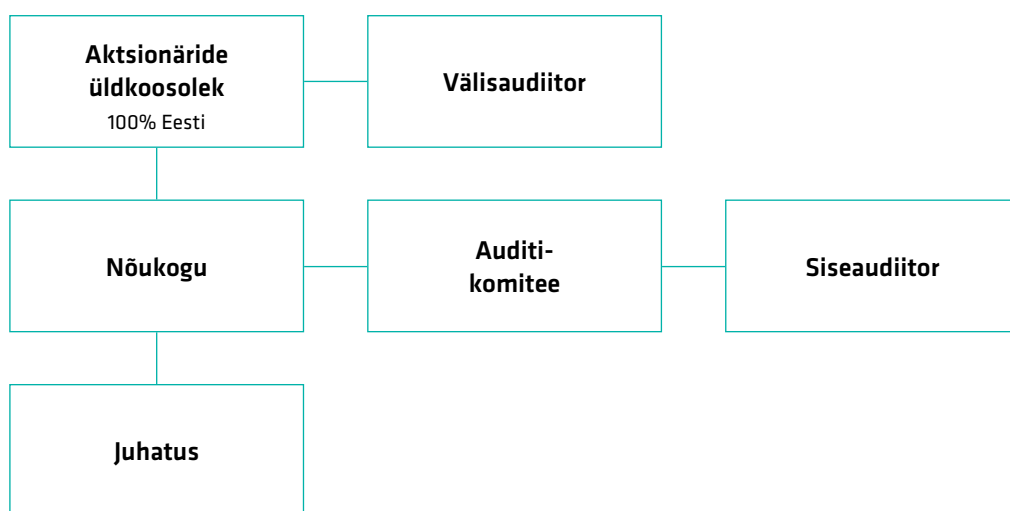 Aktsionäride
üldkoosolek
100% Eesti
Välisaudiitor
Nõukogu
Auditi-
komitee
Siseaudiitor
Juhatus